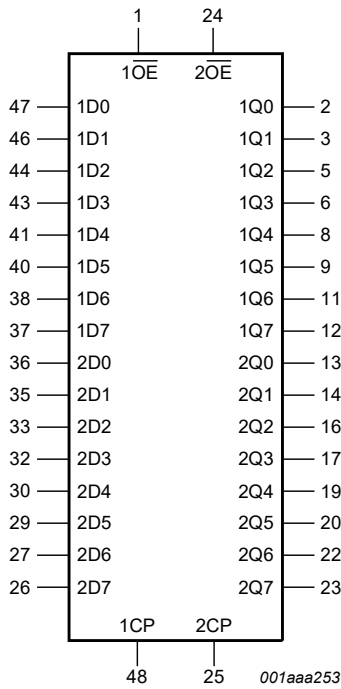 1 24
1O̅E̅ 2O̅E̅
47 1D0 1Q0 2
46 1D1 1Q1 3
44 1D2 1Q2 5
43 1D3 1Q3 6
41 1D4 1Q4 8
40 1D5 1Q5 9
38 1D6 1Q6 11
37 1D7 1Q7 12
36 2D0 2Q0 13
35 2D1 2Q1 14
33 2D2 2Q2 16
32 2D3 2Q3 17
30 2D4 2Q4 19
29 2D5 2Q5 20
27 2D6 2Q6 22
26 2D7 2Q7 23
1CP 2CP
48 25 001aaa253